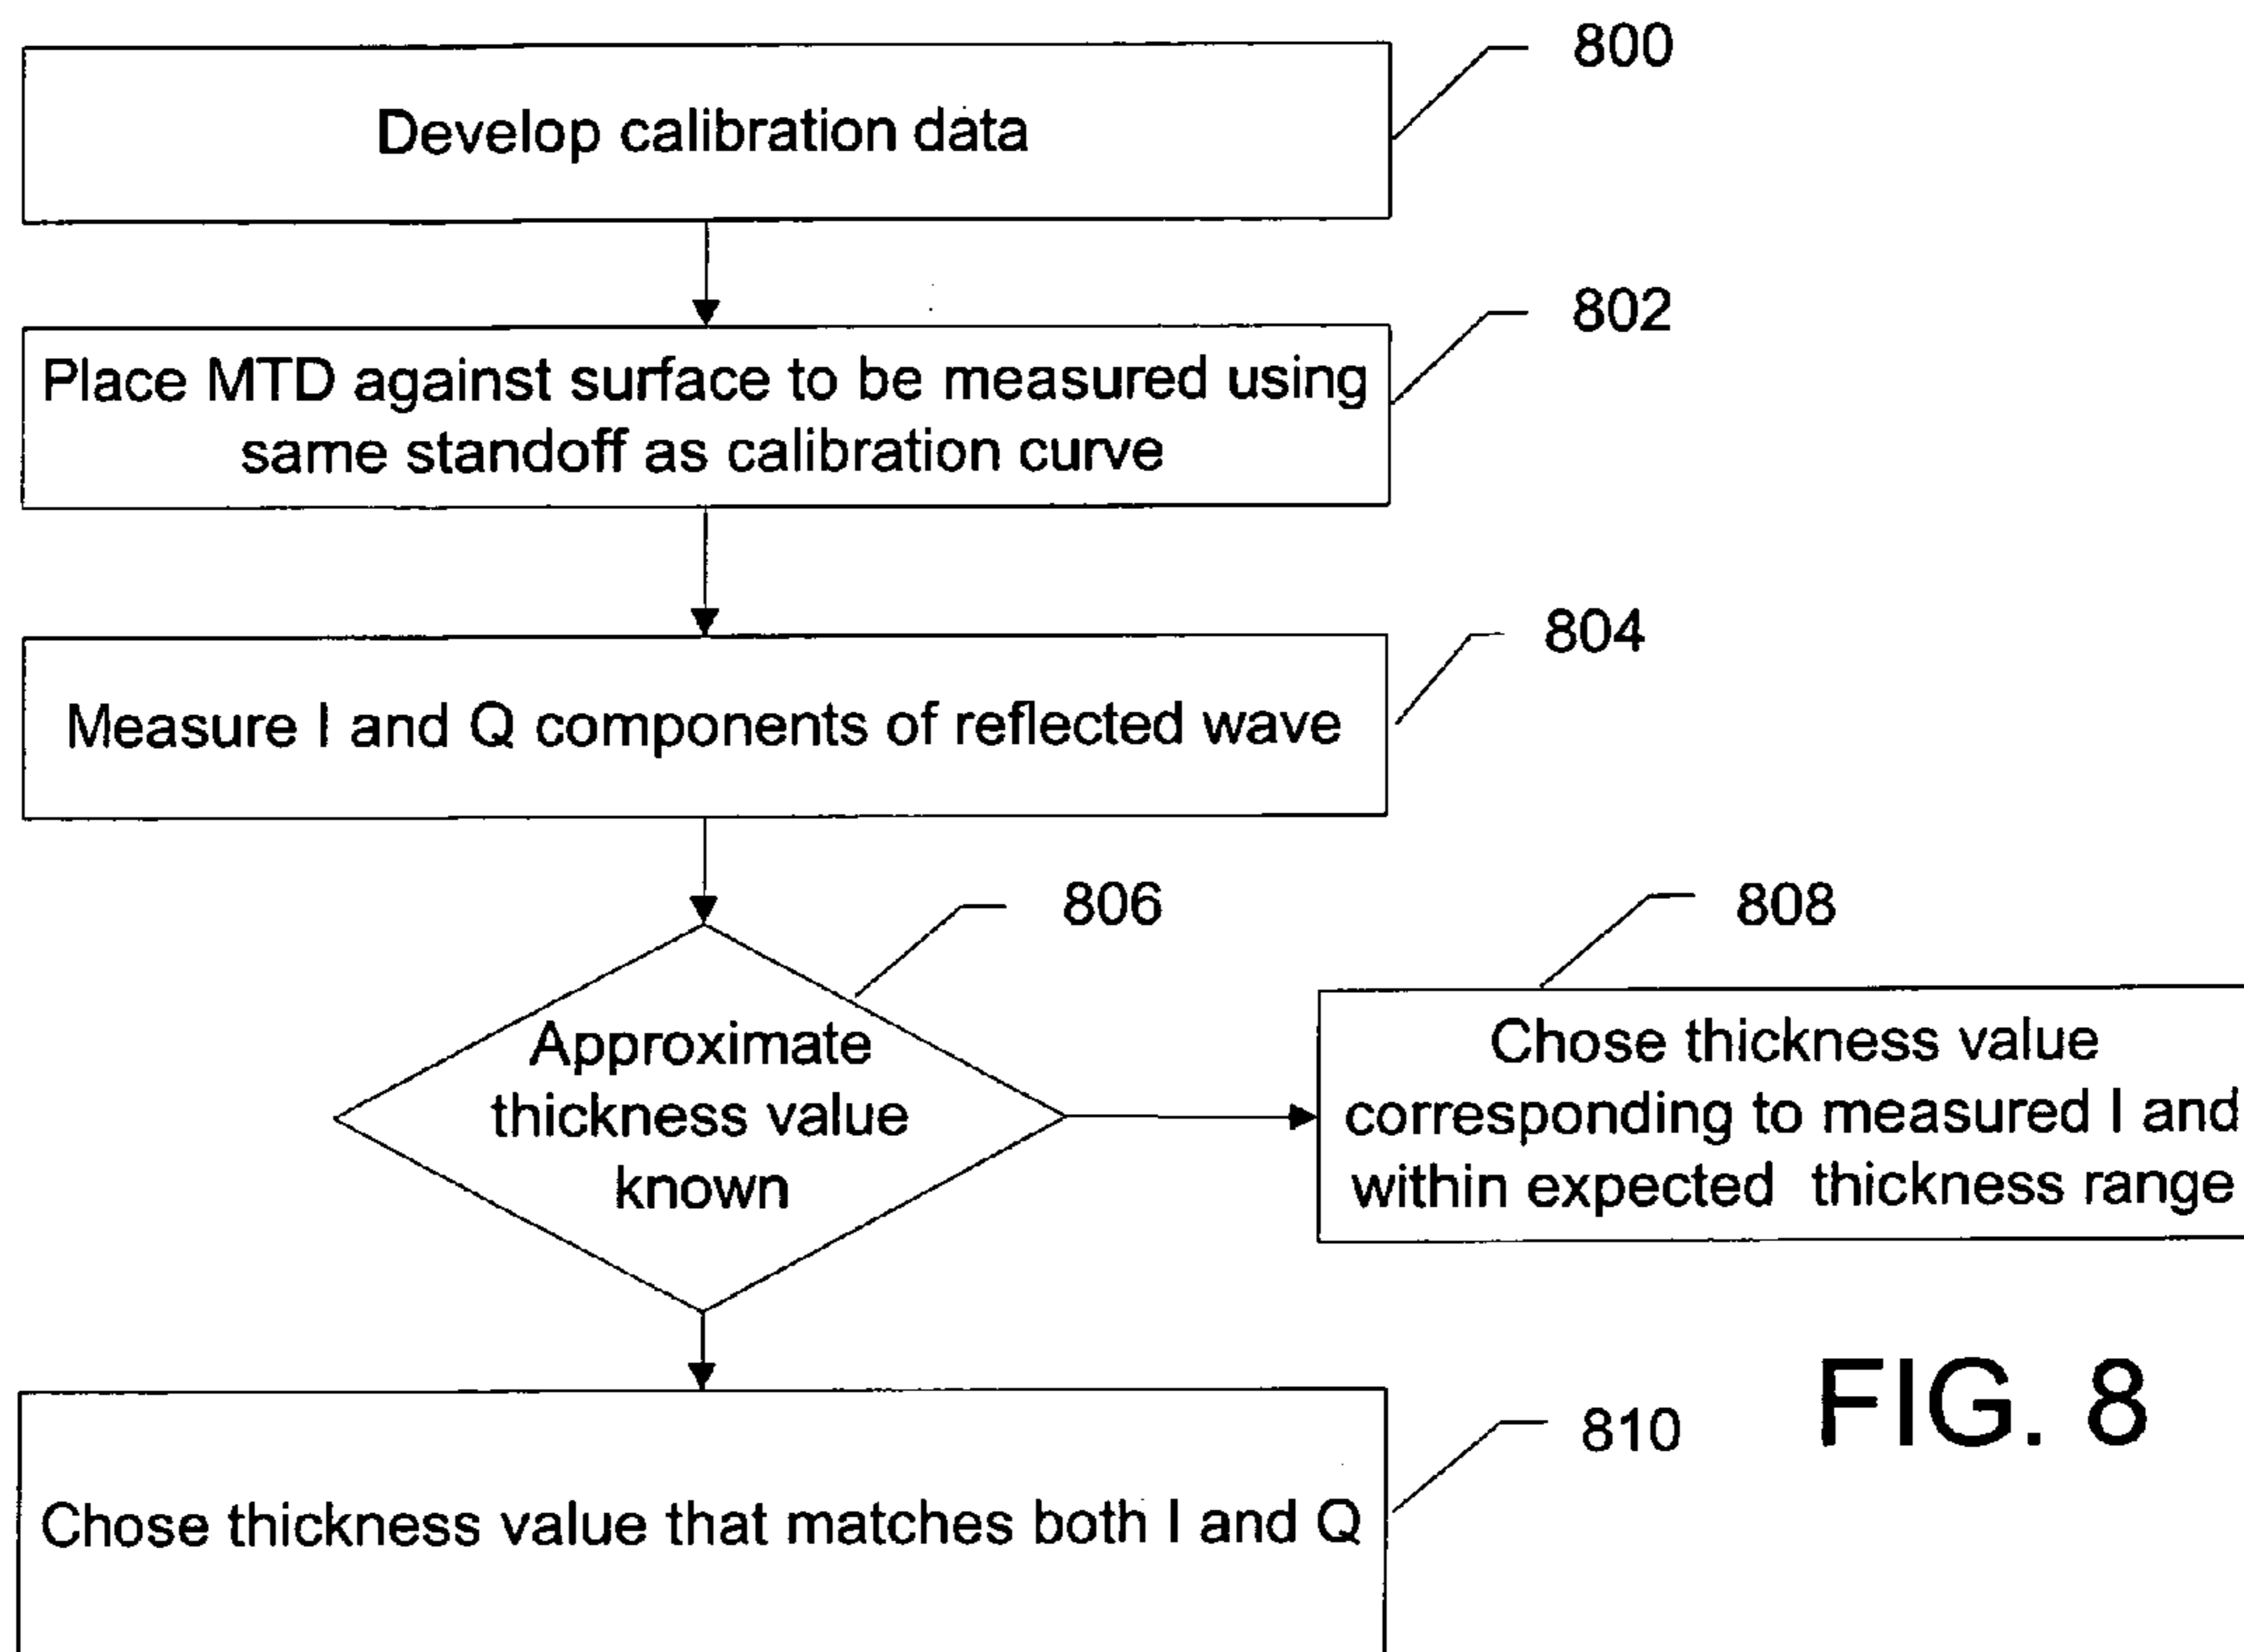 800
Develop calibration data
802
Place MTD against surface to be measured using
same standoff as calibration curve
804
Measure I and Q components of reflected wave
806
Approximate
thickness value
known
808
Chose thickness value
corresponding to measured I and
within expected thickness range
810
Chose thickness value that matches both I and Q
FIG. 8